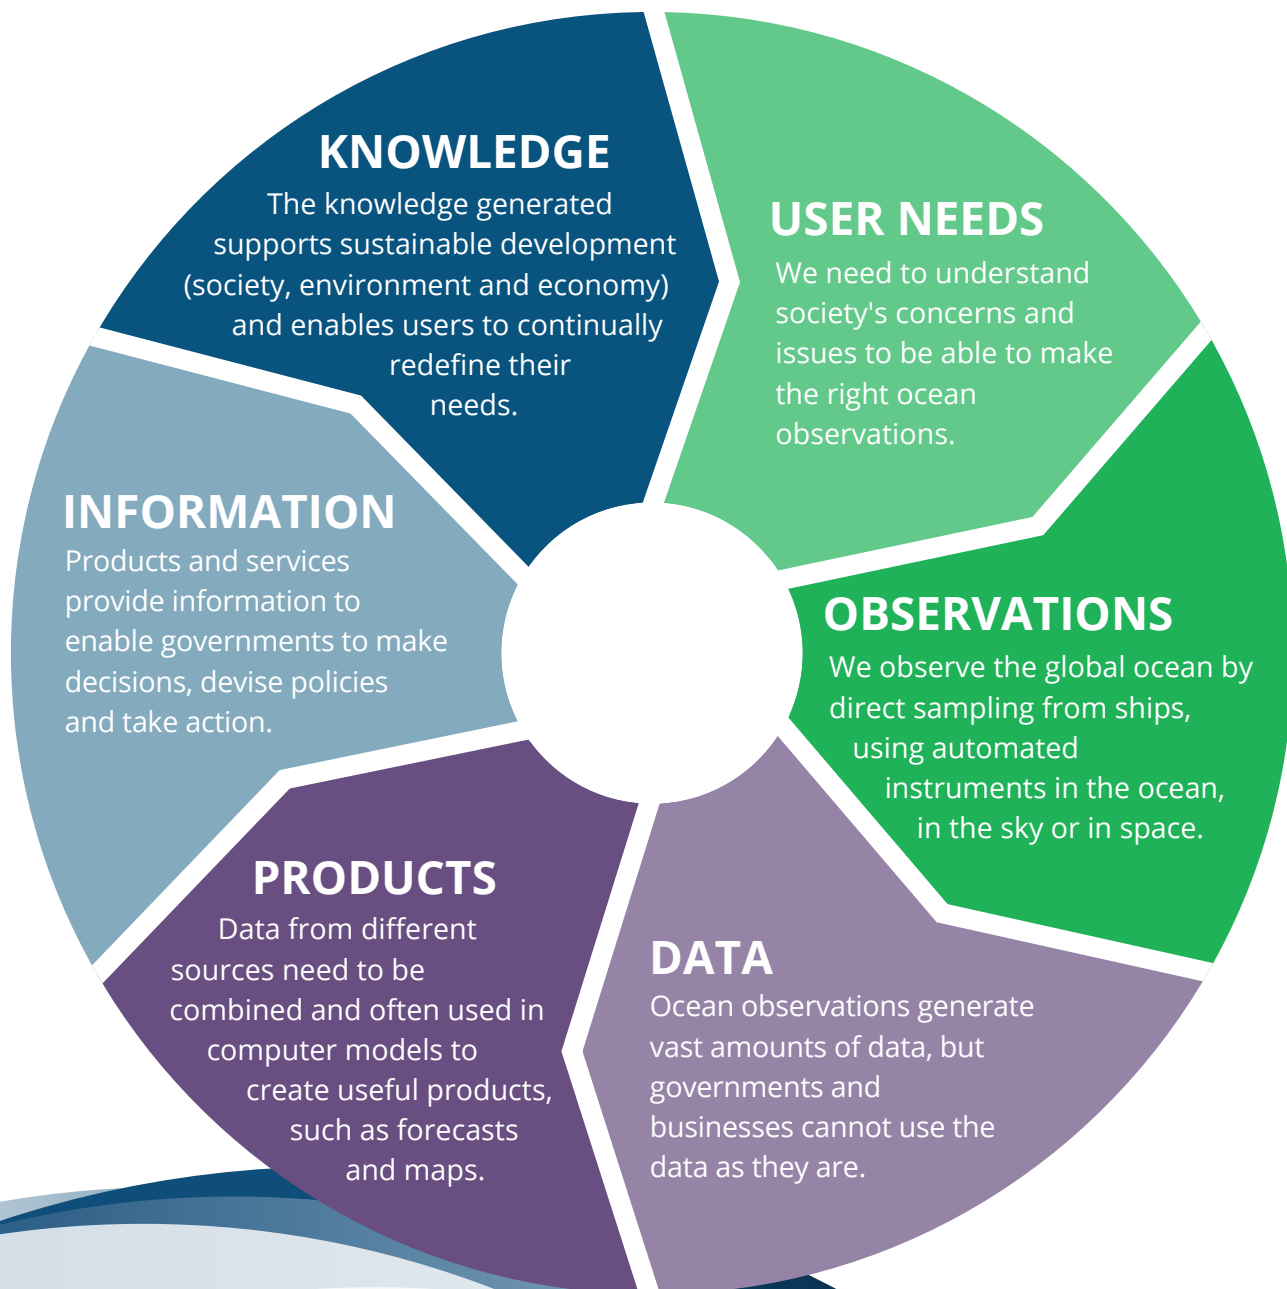 KNOWLEDGE
The knowledge generated
supports sustainable development
(society, environment and economy)
and enables users to continually
redefine their
needs.
USER NEEDS
We need to understand
society's concerns and
issues to be able to make
the right ocean
observations.
OBSERVATIONS
We observe the global ocean by
direct sampling from ships,
using automated
instruments in the ocean,
in the sky or in space.
DATA
Ocean observations generate
vast amounts of data, but
governments and
businesses cannot use the
data as they are.
PRODUCTS
Data from different
sources need to be
combined and often used in
computer models to
create useful products,
such as forecasts
and maps.
INFORMATION
Products and services
provide information to
enable governments to make
decisions, devise policies
and take action.